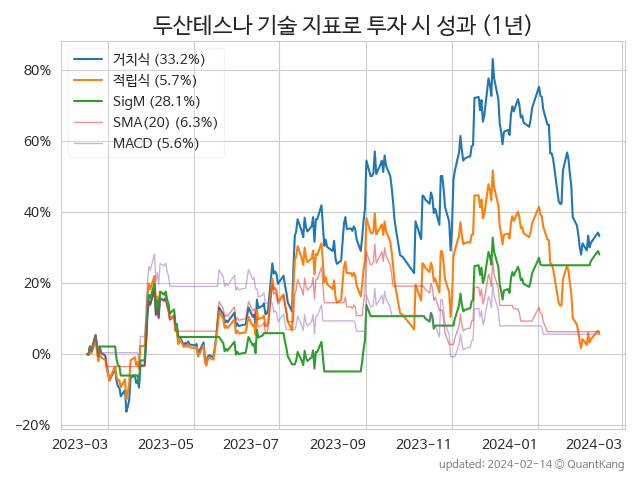 두산테스나 기술 지표로 투자 시 성과 (1년)
거치식 (33.2%)
적립식 (5.7%)
SigM (28.1%)
SMA(20) (6.3%)
MACD (5.6%)
80%
60%
40%
20%
0%
−20%
2023-03 2023-05 2023-07 2023-09 2023-11 2024-01 2024-03
updated: 2024-02-14 © QuantKang